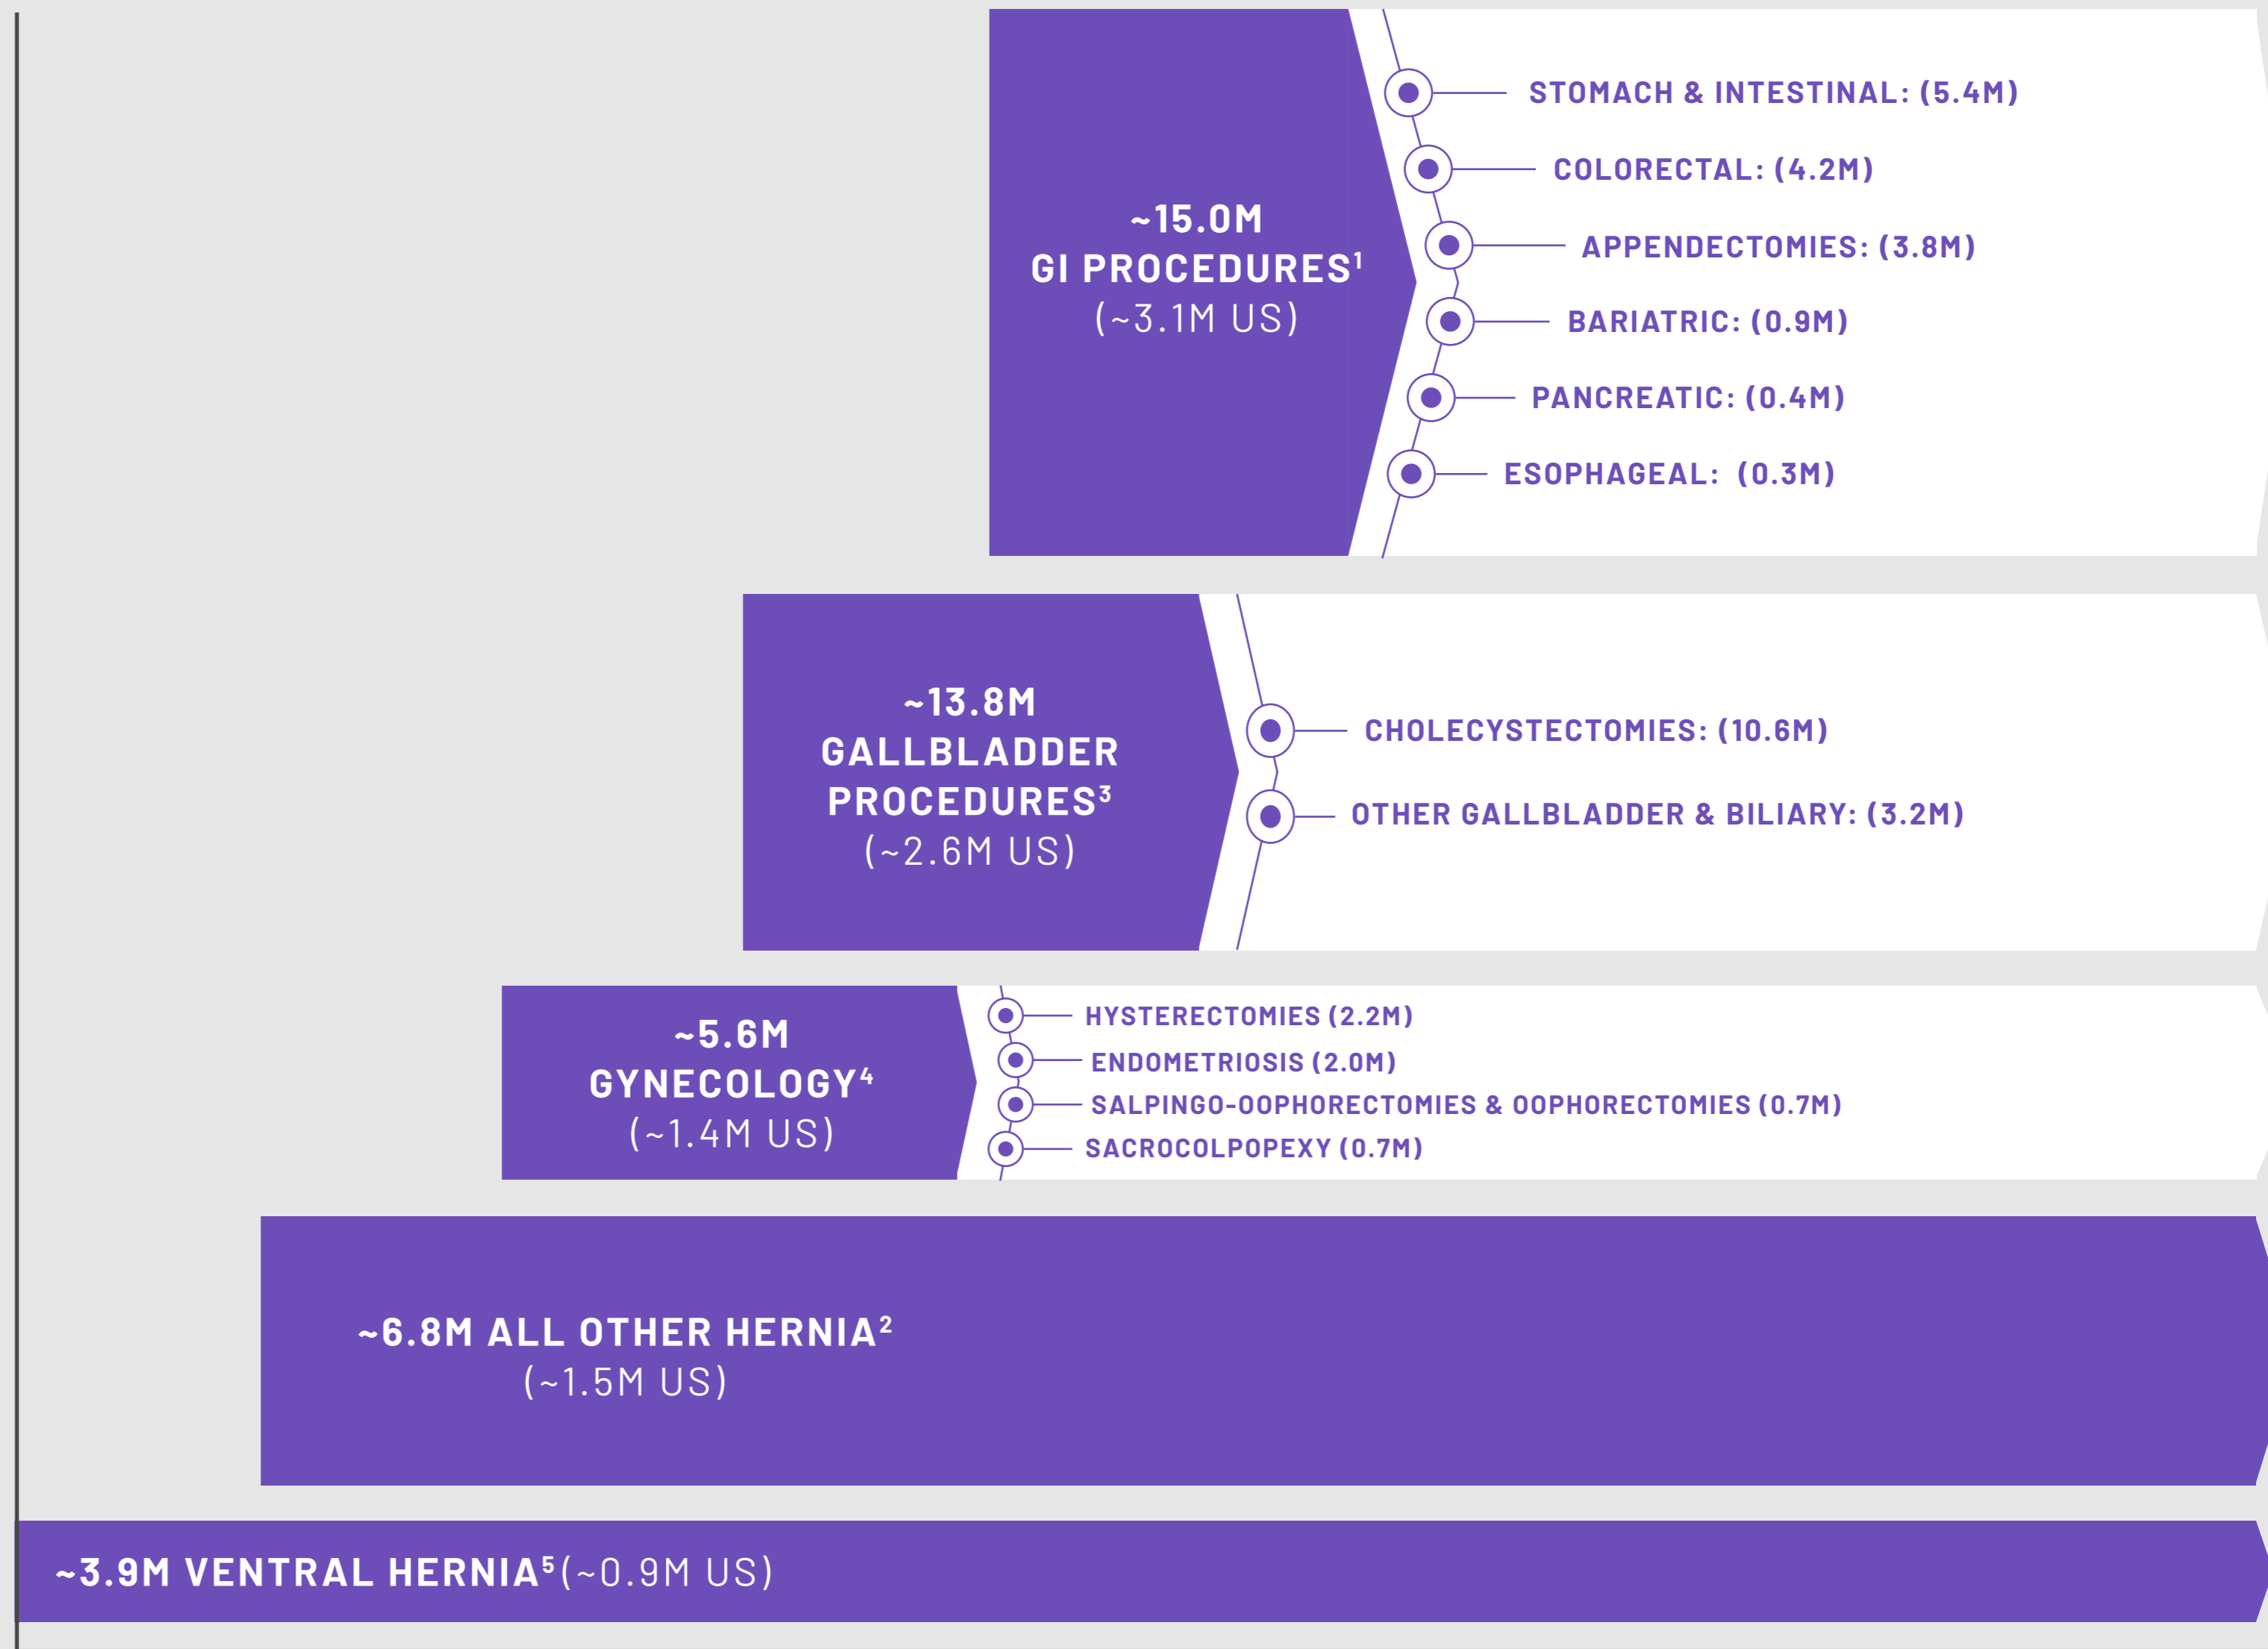 ~15.0M
GI PROCEDURES¹
(~3.1M US)
STOMACH & INTESTINAL: (5.4M)
COLORECTAL: (4.2M)
APPENDECTOMIES: (3.8M)
BARIATRIC: (0.9M)
PANCREATIC: (0.4M)
ESOPHAGEAL: (0.3M)
~13.8M
GALLBLADDER
PROCEDURES³
(~2.6M US)
CHOLECYSTECTOMIES: (10.6M)
OTHER GALLBLADDER & BILIARY: (3.2M)
~5.6M
GYNECOLOGY⁴
(~1.4M US)
HYSTERECTOMIES (2.2M)
ENDOMETRIOSIS (2.0M)
SALPINGO-OOPHORECTOMIES & OOPHORECTOMIES (0.7M)
SACROCOLPOPEXY (0.7M)
~6.8M ALL OTHER HERNIA²
(~1.5M US)
~3.9M VENTRAL HERNIA⁵ (~0.9M US)